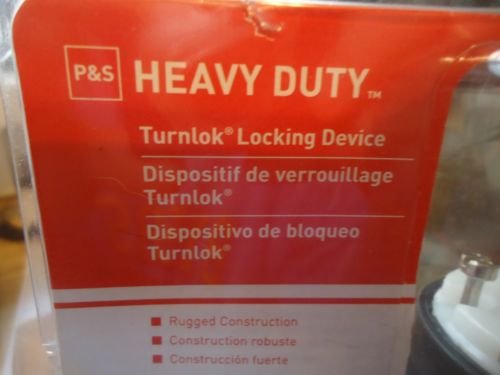 P&S HEAVY DUTY™
Turnlok® Locking Device
Dispositif de verrouillage
Turnlok®
Dispositivo de bloqueo
Turnlok®
Rugged Construction
Construction robuste
Construcción fuerte